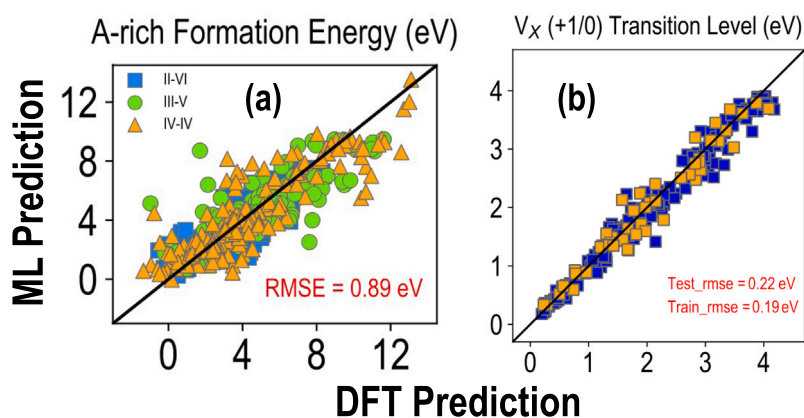 A-rich Formation Energy (eV)
V_X (+1/0) Transition Level (eV)
ML Prediction
(a)
II-VI
III-V
IV-IV
12
8
4
0
RMSE = 0.89 eV
0 4 8 12
(b)
4
3
2
1
0
Test_rmse = 0.22 eV
Train_rmse = 0.19 eV
0 1 2 3 4
DFT Prediction